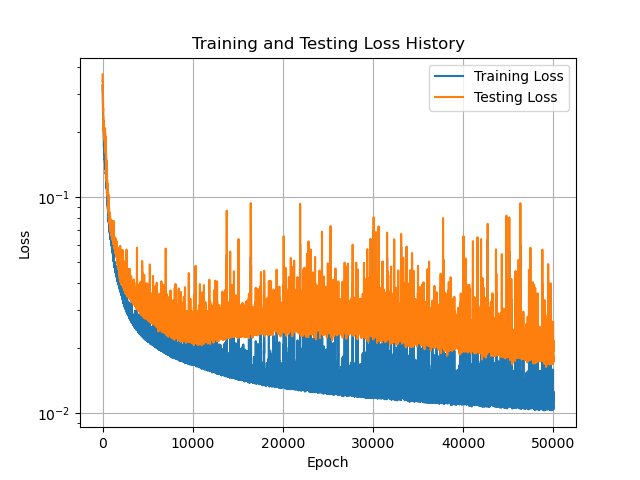 Training and Testing Loss History
Training Loss
Testing Loss
10⁻¹
10⁻²
Loss
0 10000 20000 30000 40000 50000
Epoch